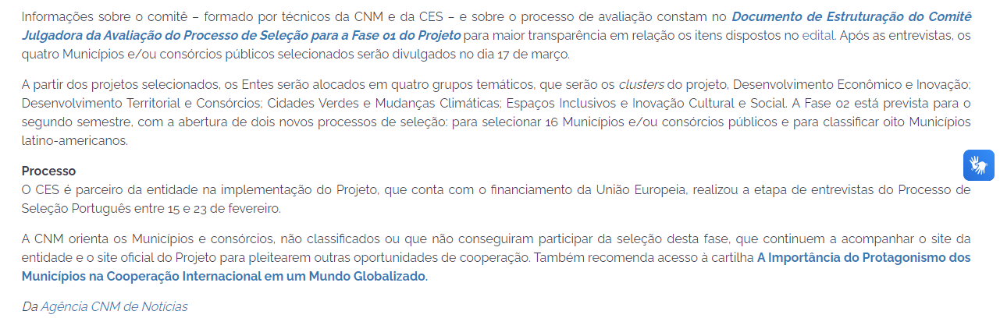 Informações sobre o comitê – formado por técnicos da CNM e da CES – e sobre o processo de avaliação constam no Documento de Estruturação do Comitê
Julgadora da Avaliação do Processo de Seleção para a Fase 01 do Projeto para maior transparência em relação os itens dispostos no edital. Após as entrevistas, os
quatro Municípios e/ou consórcios públicos selecionados serão divulgados no dia 17 de março.
A partir dos projetos selecionados, os Entes serão alocados em quatro grupos temáticos, que serão os clusters do projeto, Desenvolvimento Econômico e Inovação;
Desenvolvimento Territorial e Consórcios; Cidades Verdes e Mudanças Climáticas; Espaços Inclusivos e Inovação Cultural e Social. A Fase 02 está prevista para o
segundo semestre, com a abertura de dois novos processos de seleção: para selecionar 16 Municípios e/ou consórcios públicos e para classificar oito Municípios
latino-americanos.
Processo
O CES é parceiro da entidade na implementação do Projeto, que conta com o financiamento da União Europeia, realizou a etapa de entrevistas do Processo de
Seleção Português entre 15 e 23 de fevereiro.
A CNM orienta os Municípios e consórcios, não classificados ou que não conseguiram participar da seleção desta fase, que continuem a acompanhar o site da
entidade e o site oficial do Projeto para pleitearem outras oportunidades de cooperação. Também recomenda acesso à cartilha A Importância do Protagonismo dos
Municípios na Cooperação Internacional em um Mundo Globalizado.
Da Agência CNM de Notícias